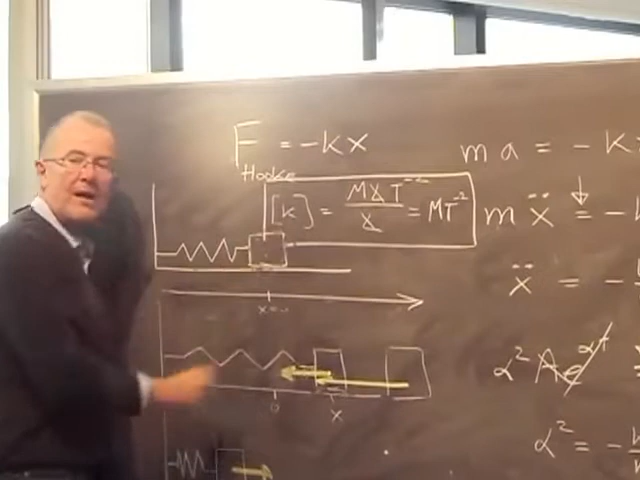 F = -kx
Hooke
[k] = MLT⁻² / L = MT⁻²
x=0
0 x
ma = - k
mẍ = -
ẍ = -
α² A e^αt
α² = -